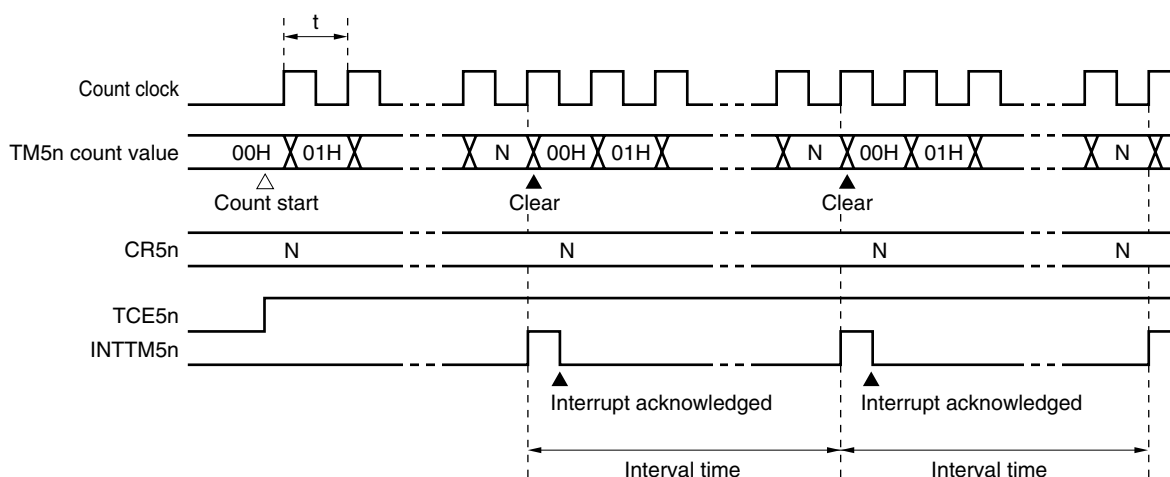 t
Count clock
TM5n count value 00H 01H N 00H 01H N 00H 01H N
Count start Clear Clear
CR5n N N N N
TCE5n
INTTM5n
Interrupt acknowledged Interrupt acknowledged
Interval time Interval time